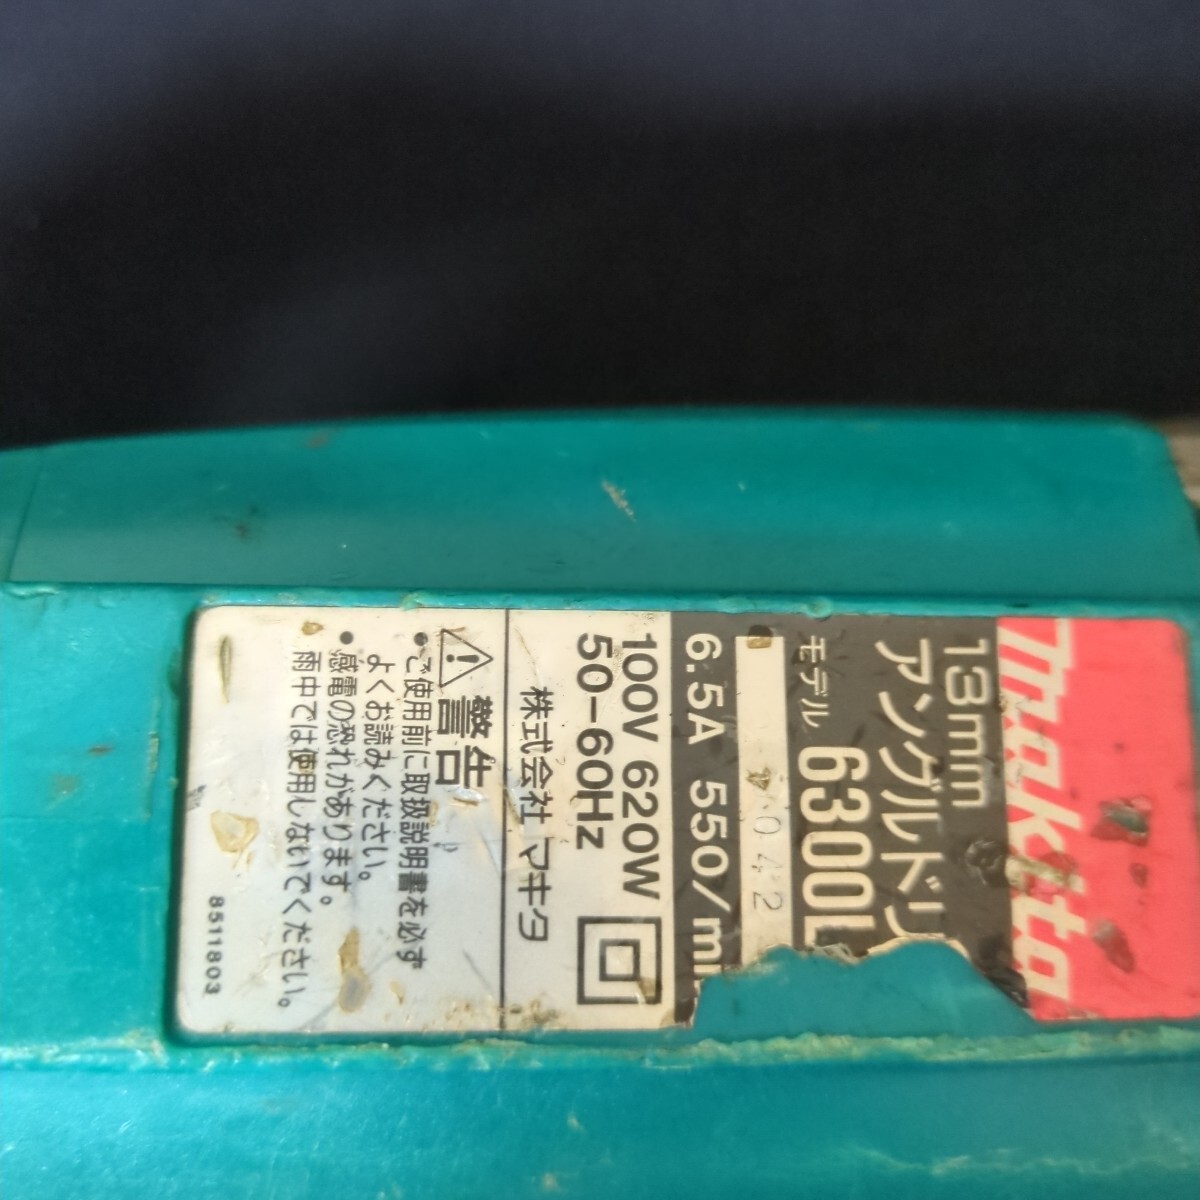 makita
13mm
アングルドリ
モデル 6300L
042
6.5A 550/mi
100V 620W
50-60Hz
株式会社 マキタ
⚠警告
• ご使用前に取扱説明書を必ず
よくお読みください。
• 感電の恐れがあります。
雨中では使用しないでください。
8511803